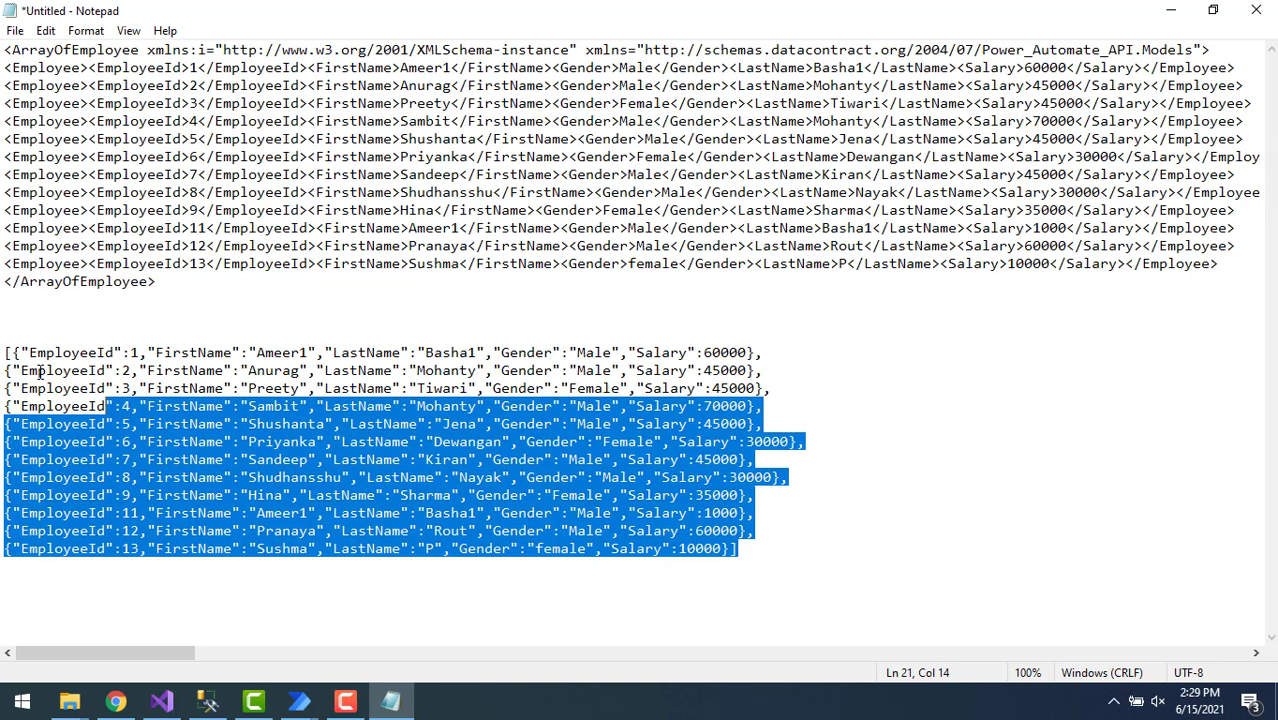 *Untitled - Notepad
File Edit Format View Help
<ArrayOfEmployee xmlns:i="http://www.w3.org/2001/XMLSchema-instance" xmlns="http://schemas.datacontract.org/2004/07/Power_Automate_API.Models">
<Employee><EmployeeId>1</EmployeeId><FirstName>Ameer1</FirstName><Gender>Male</Gender><LastName>Basha1</LastName><Salary>60000</Salary></Employee>
<Employee><EmployeeId>2</EmployeeId><FirstName>Anurag</FirstName><Gender>Male</Gender><LastName>Mohanty</LastName><Salary>45000</Salary></Employee>
<Employee><EmployeeId>3</EmployeeId><FirstName>Preety</FirstName><Gender>Female</Gender><LastName>Tiwari</LastName><Salary>45000</Salary></Employee>
<Employee><EmployeeId>4</EmployeeId><FirstName>Sambit</FirstName><Gender>Male</Gender><LastName>Mohanty</LastName><Salary>70000</Salary></Employee>
<Employee><EmployeeId>5</EmployeeId><FirstName>Shushanta</FirstName><Gender>Male</Gender><LastName>Jena</LastName><Salary>45000</Salary></Employee>
<Employee><EmployeeId>6</EmployeeId><FirstName>Priyanka</FirstName><Gender>Female</Gender><LastName>Dewangan</LastName><Salary>30000</Salary></Employ
<Employee><EmployeeId>7</EmployeeId><FirstName>Sandeep</FirstName><Gender>Male</Gender><LastName>Kiran</LastName><Salary>45000</Salary></Employee>
<Employee><EmployeeId>8</EmployeeId><FirstName>Shudhansshu</FirstName><Gender>Male</Gender><LastName>Nayak</LastName><Salary>30000</Salary></Employee
<Employee><EmployeeId>9</EmployeeId><FirstName>Hina</FirstName><Gender>Female</Gender><LastName>Sharma</LastName><Salary>35000</Salary></Employee>
<Employee><EmployeeId>11</EmployeeId><FirstName>Ameer1</FirstName><Gender>Male</Gender><LastName>Basha1</LastName><Salary>1000</Salary></Employee>
<Employee><EmployeeId>12</EmployeeId><FirstName>Pranaya</FirstName><Gender>Male</Gender><LastName>Rout</LastName><Salary>60000</Salary></Employee>
<Employee><EmployeeId>13</EmployeeId><FirstName>Sushma</FirstName><Gender>female</Gender><LastName>P</LastName><Salary>10000</Salary></Employee>
</ArrayOfEmployee>
[{"EmployeeId":1,"FirstName":"Ameer1","LastName":"Basha1","Gender":"Male","Salary":60000},
{"EmployeeId":2,"FirstName":"Anurag","LastName":"Mohanty","Gender":"Male","Salary":45000},
{"EmployeeId":3,"FirstName":"Preety","LastName":"Tiwari","Gender":"Female","Salary":45000},
{"EmployeeId":4,"FirstName":"Sambit","LastName":"Mohanty","Gender":"Male","Salary":70000},
{"EmployeeId":5,"FirstName":"Shushanta","LastName":"Jena","Gender":"Male","Salary":45000},
{"EmployeeId":6,"FirstName":"Priyanka","LastName":"Dewangan","Gender":"Female","Salary":30000},
{"EmployeeId":7,"FirstName":"Sandeep","LastName":"Kiran","Gender":"Male","Salary":45000},
{"EmployeeId":8,"FirstName":"Shudhansshu","LastName":"Nayak","Gender":"Male","Salary":30000},
{"EmployeeId":9,"FirstName":"Hina","LastName":"Sharma","Gender":"Female","Salary":35000},
{"EmployeeId":11,"FirstName":"Ameer1","LastName":"Basha1","Gender":"Male","Salary":1000},
{"EmployeeId":12,"FirstName":"Pranaya","LastName":"Rout","Gender":"Male","Salary":60000},
{"EmployeeId":13,"FirstName":"Sushma","LastName":"P","Gender":"female","Salary":10000}]
Ln 21, Col 14 100% Windows (CRLF) UTF-8
2:29 PM
6/15/2021
3